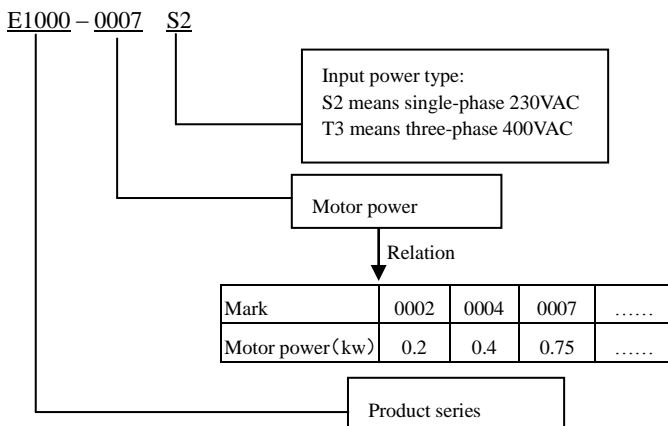 E1000－0007 S2
Input power type:
S2 means single-phase 230VAC
T3 means three-phase 400VAC
Motor power
Relation
Mark 0002 0004 0007 ……
Motor power（kw） 0.2 0.4 0.75 ……
Product series